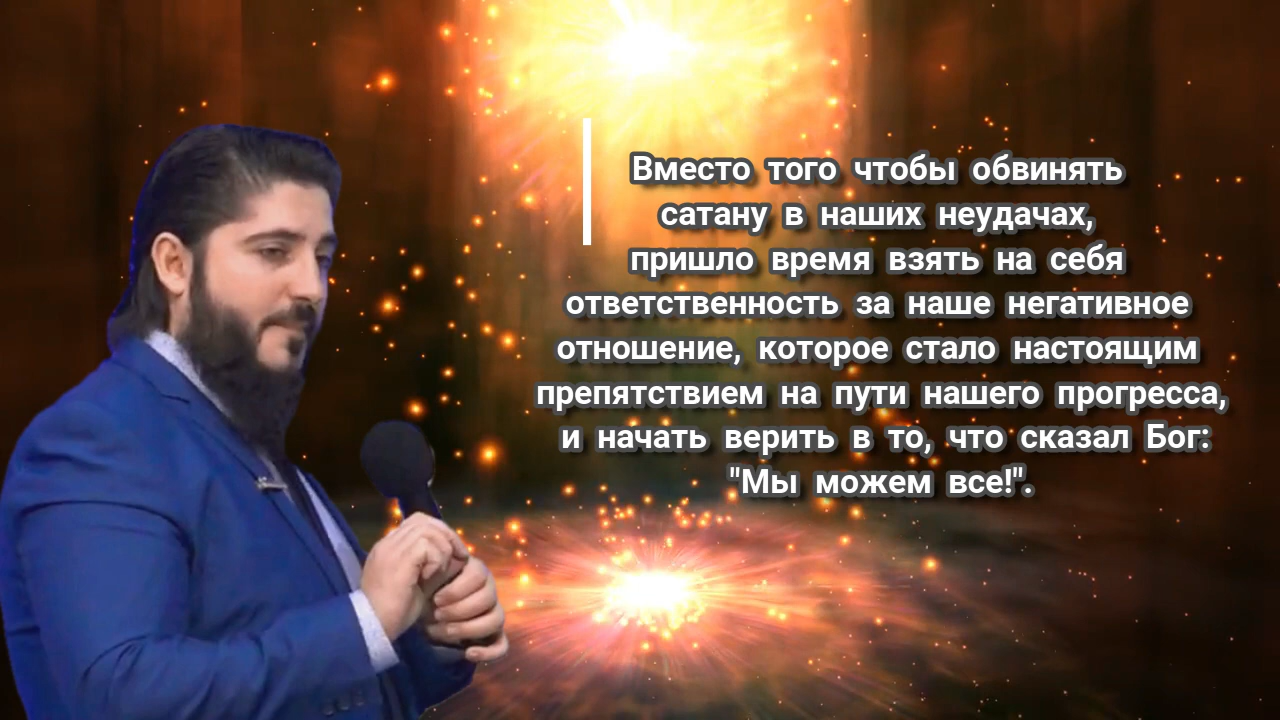 Вместо того чтобы обвинять
сатану в наших неудачах,
пришло время взять на себя
ответственность за наше негативное
отношение, которое стало настоящим
препятствием на пути нашего прогресса,
и начать верить в то, что сказал Бог:
"Мы можем все!".